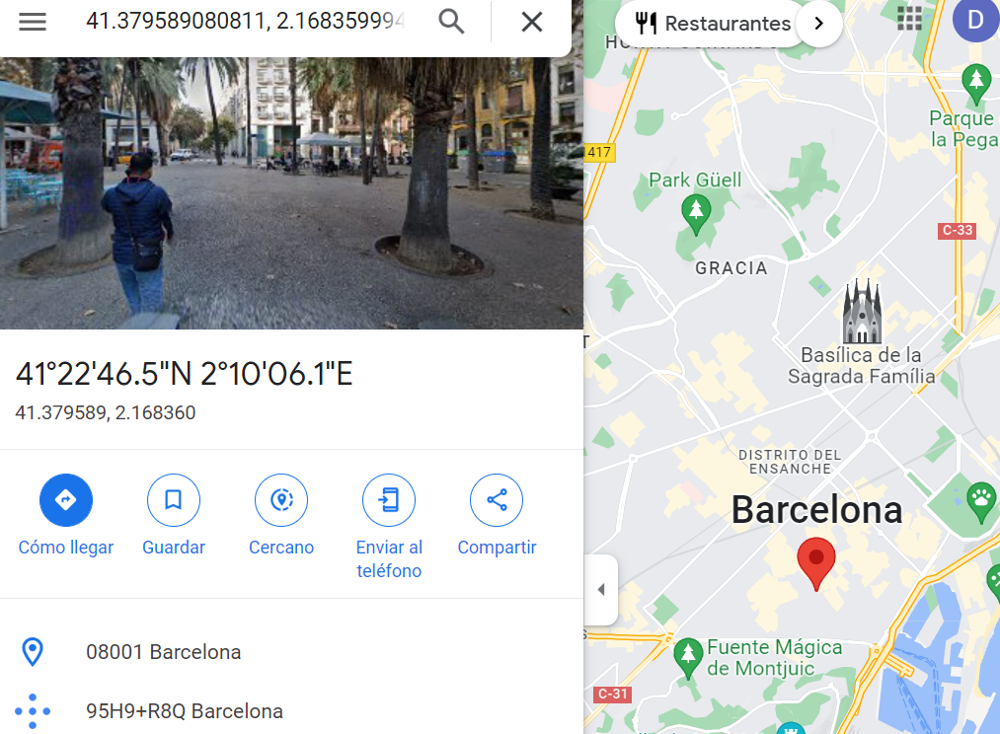 41.379589080811, 2.168359994
Restaurantes
D
Parque
la Pega
417
Park Güell
C-33
GRACIA
Basílica de la
Sagrada Família
41°22'46.5"N 2°10'06.1"E
41.379589, 2.168360
DISTRITO DEL
ENSANCHE
Barcelona
Cómo llegar
Guardar
Cercano
Enviar al
teléfono
Compartir
08001 Barcelona
Fuente Mágica
de Montjuic
C-31
95H9+R8Q Barcelona